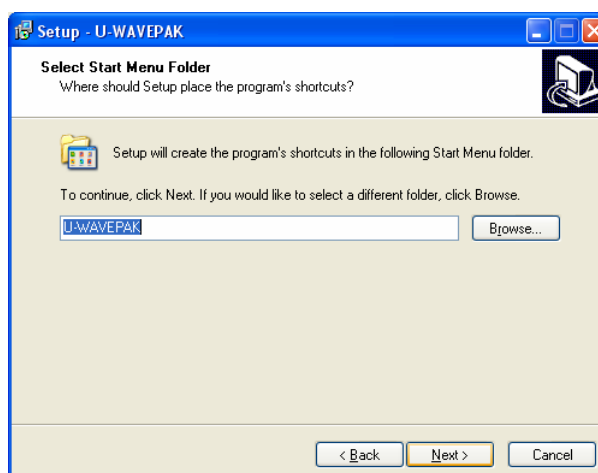 Setup - U-WAVEPAK
Select Start Menu Folder
Where should Setup place the program's shortcuts?
Setup will create the program's shortcuts in the following Start Menu folder.
To continue, click Next. If you would like to select a different folder, click Browse.
U-WAVEPAK
Browse...
< Back
Next >
Cancel